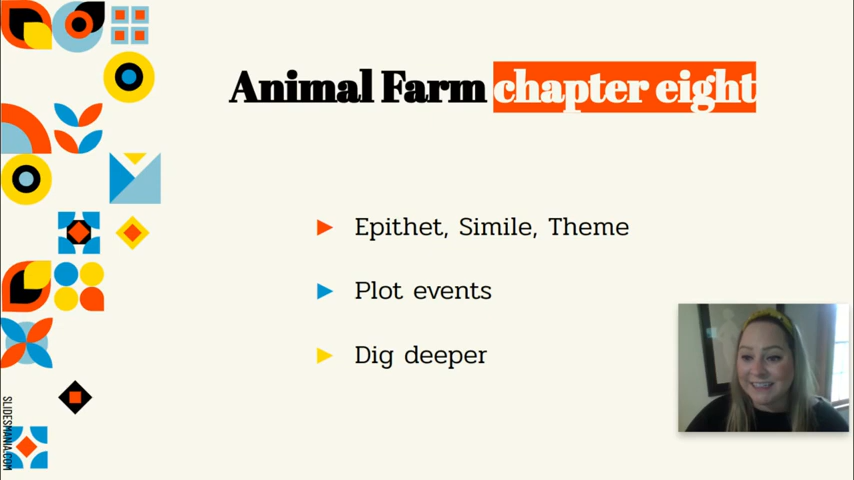 Animal Farm chapter eight
Epithet, Simile, Theme
Plot events
Dig deeper
SLIDESMANIA.COM